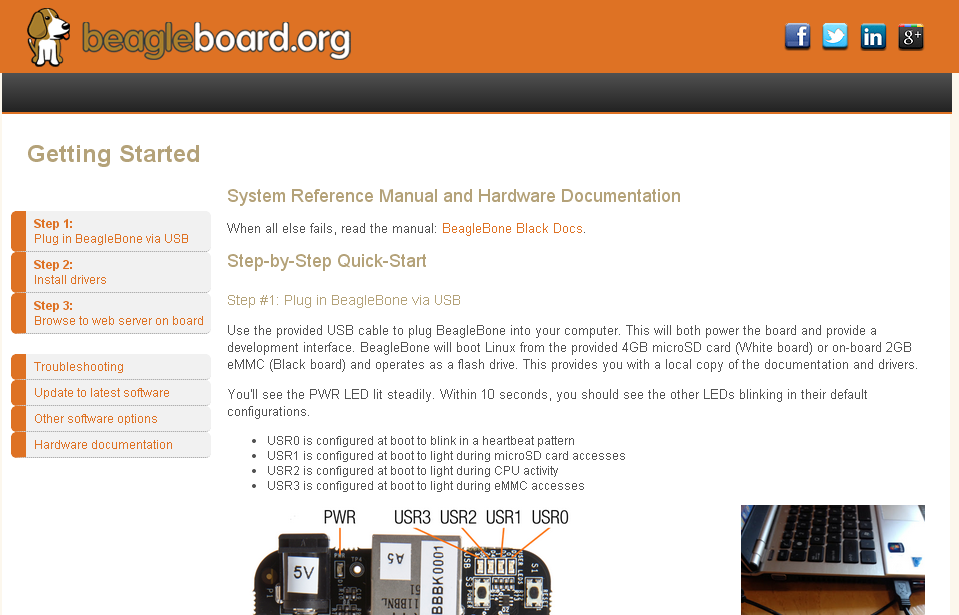 beagleboard.org
Getting Started
Step 1:
Plug in BeagleBone via USB
Step 2:
Install drivers
Step 3:
Browse to web server on board
Troubleshooting
Update to latest software
Other software options
Hardware documentation
System Reference Manual and Hardware Documentation
When all else fails, read the manual: BeagleBone Black Docs.
Step-by-Step Quick-Start
Step #1: Plug in BeagleBone via USB
Use the provided USB cable to plug BeagleBone into your computer. This will both power the board and provide a
development interface. BeagleBone will boot Linux from the provided 4GB microSD card (White board) or on-board 2GB
eMMC (Black board) and operates as a flash drive. This provides you with a local copy of the documentation and drivers.
You'll see the PWR LED lit steadily. Within 10 seconds, you should see the other LEDs blinking in their default
configurations.
USR0 is configured at boot to blink in a heartbeat pattern
USR1 is configured at boot to light during microSD card accesses
USR2 is configured at boot to light during CPU activity
USR3 is configured at boot to light during eMMC accesses
PWR USR3 USR2 USR1 USR0
5V
A5
BBBK0001
PWR
TP4
P1
USB
USER LEDS
S1
S3